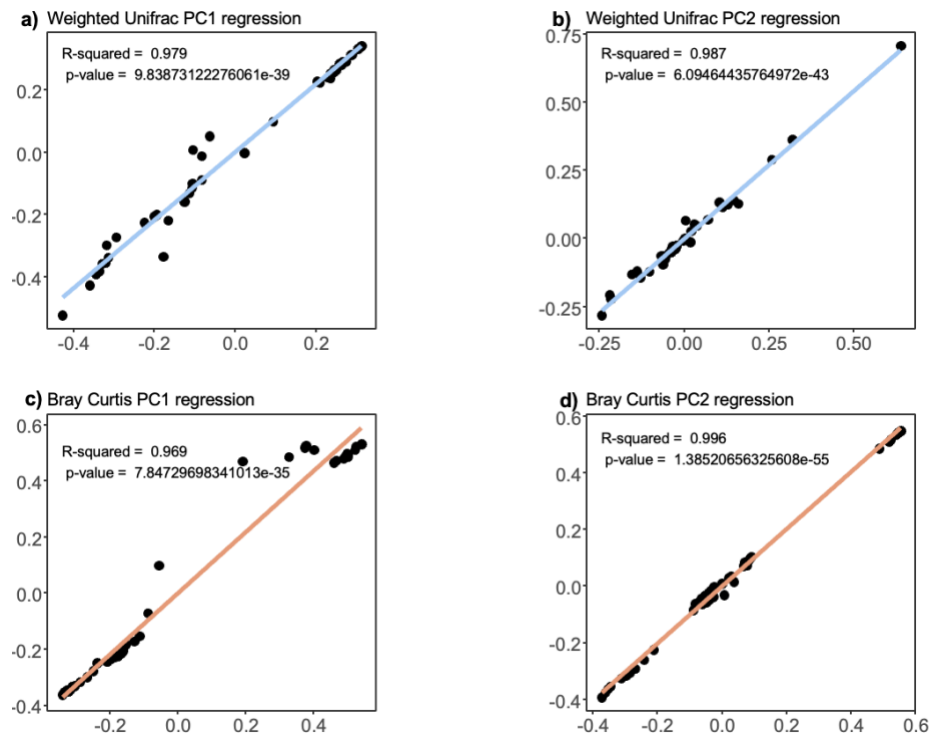 a) Weighted Unifrac PC1 regression
R-squared = 0.979
p-value = 9.83873122276061e-39
0.2
0.0
-0.2
-0.4
-0.4 -0.2 0.0 0.2
b) Weighted Unifrac PC2 regression
0.75
R-squared = 0.987
p-value = 6.09464435764972e-43
0.50
0.25
0.00
-0.25
-0.25 0.00 0.25 0.50
c) Bray Curtis PC1 regression
0.6
R-squared = 0.969
p-value = 7.84729698341013e-35
0.4
0.2
0.0
-0.2
-0.4
-0.2 0.0 0.2 0.4
d) Bray Curtis PC2 regression
0.6
R-squared = 0.996
p-value = 1.38520656325608e-55
0.4
0.2
0.0
-0.2
-0.4
-0.4 -0.2 0.0 0.2 0.4 0.6